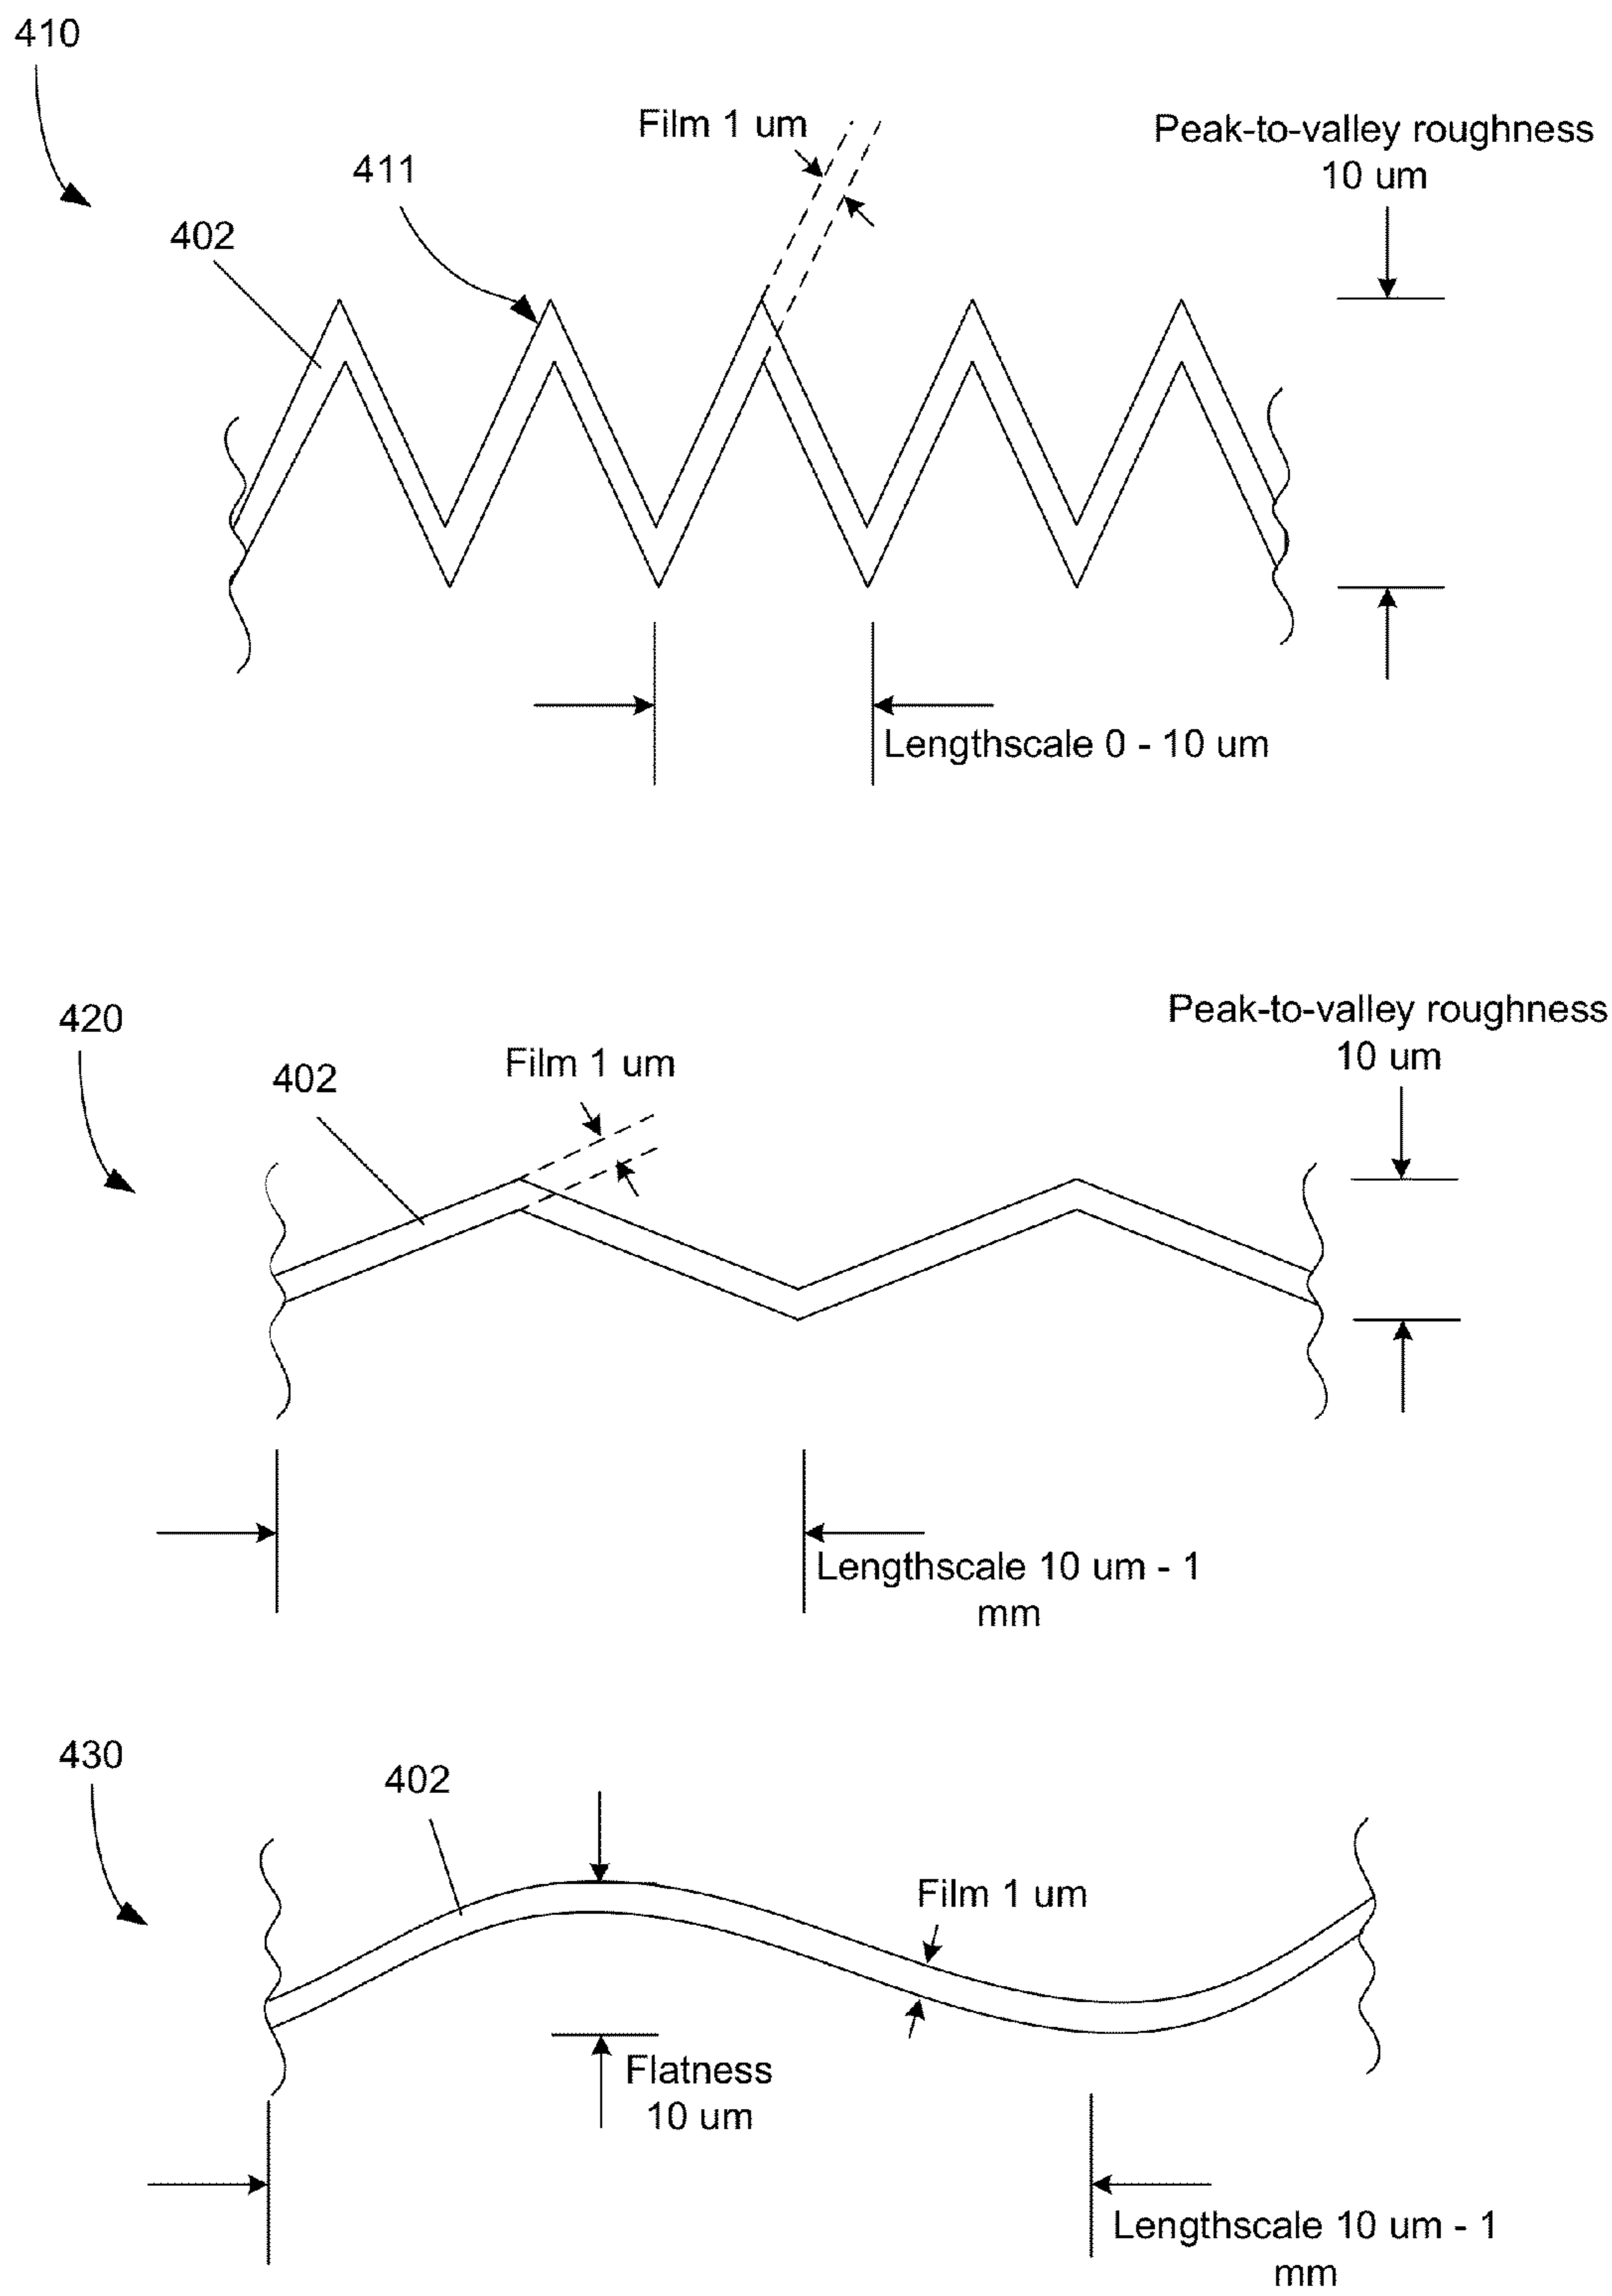 410
Film 1 um
Peak-to-valley roughness
10 um
411
402
Lengthscale 0 - 10 um
420
Peak-to-valley roughness
10 um
Film 1 um
402
Lengthscale 10 um - 1
mm
430
402
Film 1 um
Flatness
10 um
Lengthscale 10 um - 1
mm